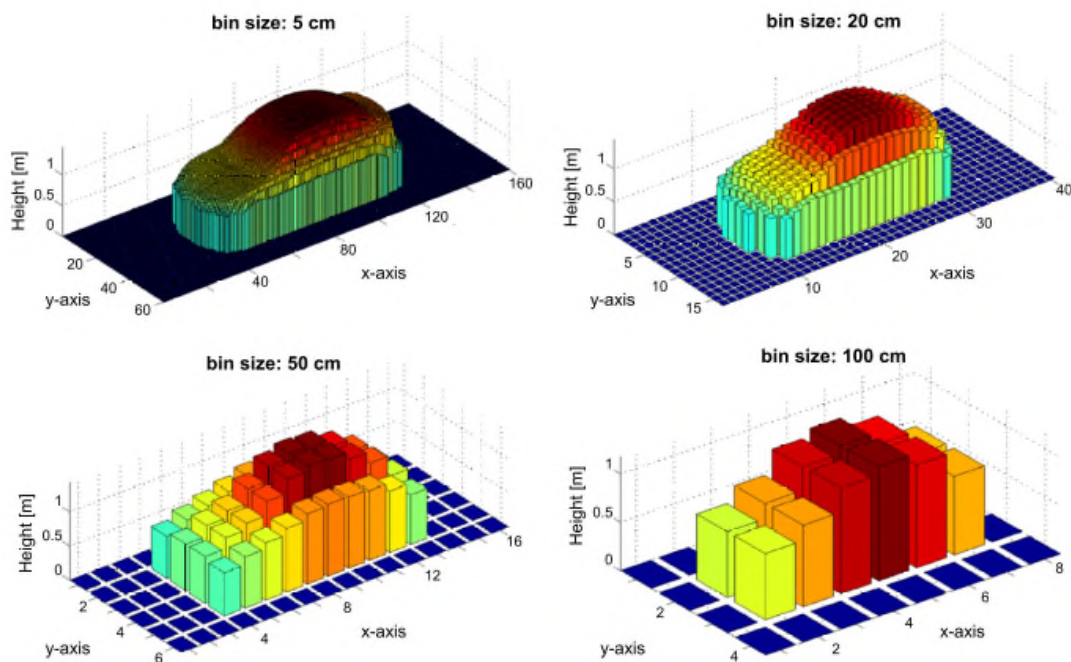 bin size: 5 cm
Height [m]
1
0.5
0
20
40
60
y-axis
40
80
120
160
x-axis
bin size: 20 cm
Height [m]
1
0.5
0
5
10
15
y-axis
10
20
30
40
x-axis
bin size: 50 cm
Height [m]
1
0.5
0
2
4
6
y-axis
4
8
12
16
x-axis
bin size: 100 cm
Height [m]
1
0.5
0
2
4
y-axis
2
4
6
8
x-axis